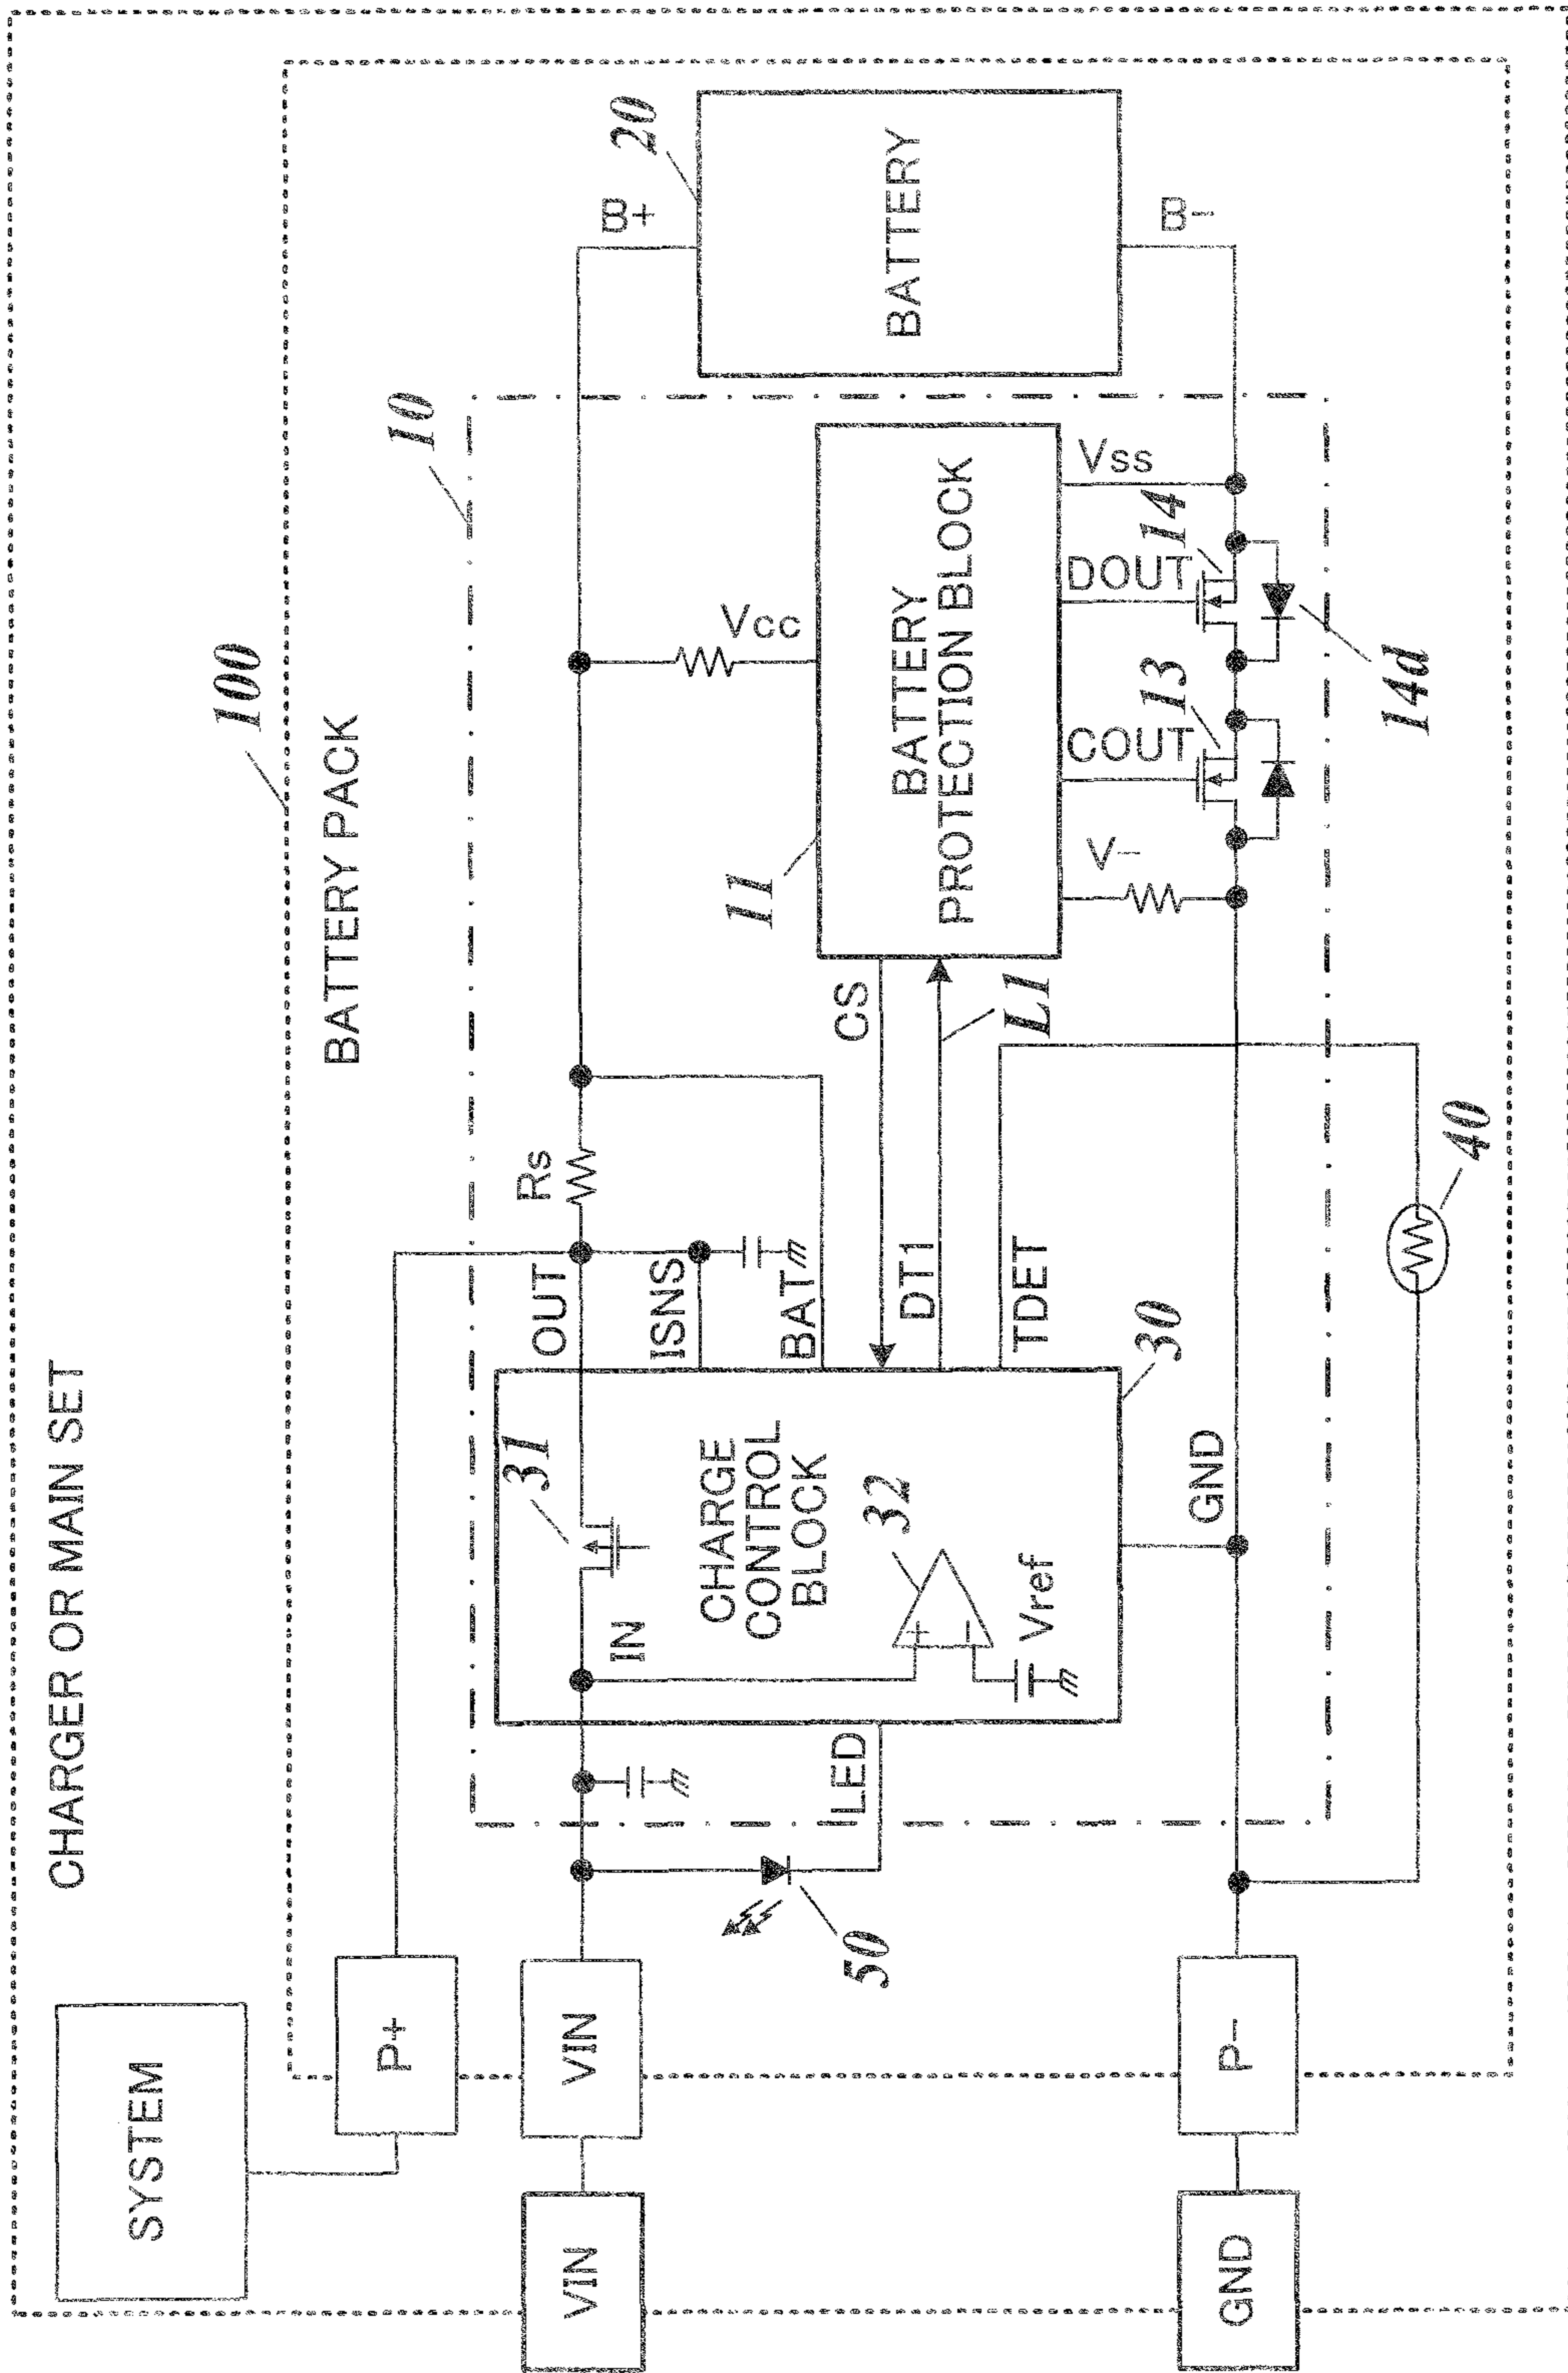 CHARGER OR MAIN SET
SYSTEM
100
BATTERY PACK
10
P+
VIN
VIN
GND
P-
50
LED
IN
31
CHARGE
CONTROL
BLOCK
32
Vref
GND
30
OUT
ISNS
BAT
DT1
TDET
Rs
CS
L1
40
11
BATTERY
PROTECTION BLOCK
Vcc
V-
COUT
13
DOUT
14
Vss
14d
B+
20
BATTERY
B-